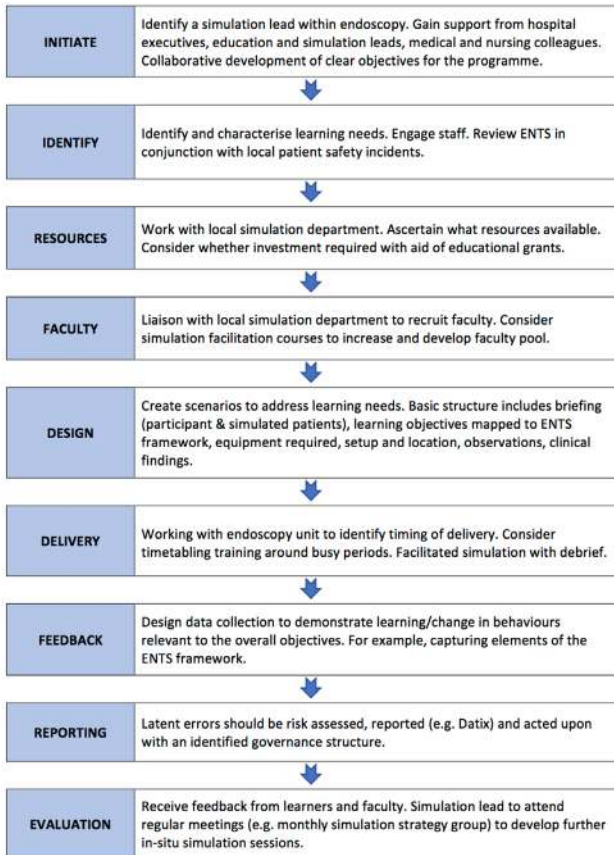 INITIATE
Identify a simulation lead within endoscopy. Gain support from hospital
executives, education and simulation leads, medical and nursing colleagues.
Collaborative development of clear objectives for the programme.
IDENTIFY
Identify and characterise learning needs. Engage staff. Review ENTS in
conjunction with local patient safety incidents.
RESOURCES
Work with local simulation department. Ascertain what resources available.
Consider whether investment required with aid of educational grants.
FACULTY
Liaison with local simulation department to recruit faculty. Consider
simulation facilitation courses to increase and develop faculty pool.
DESIGN
Create scenarios to address learning needs. Basic structure includes briefing
(participant & simulated patients), learning objectives mapped to ENTS
framework, equipment required, setup and location, observations, clinical
findings.
DELIVERY
Working with endoscopy unit to identify timing of delivery. Consider
timetabling training around busy periods. Facilitated simulation with debrief.
FEEDBACK
Design data collection to demonstrate learning/change in behaviours
relevant to the overall objectives. For example, capturing elements of the
ENTS framework.
REPORTING
Latent errors should be risk assessed, reported (e.g. Datix) and acted upon
with an identified governance structure.
EVALUATION
Receive feedback from learners and faculty. Simulation lead to attend
regular meetings (e.g. monthly simulation strategy group) to develop further
in-situ simulation sessions.